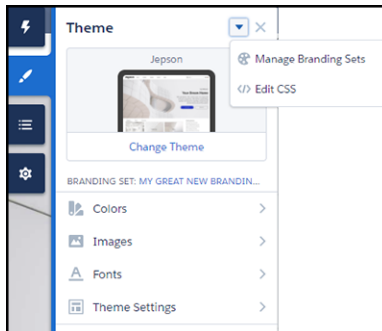 Theme
Manage Branding Sets
Edit CSS
Jepson
Change Theme
BRANDING SET: MY GREAT NEW BRANDIN...
Colors
Images
Fonts
Theme Settings